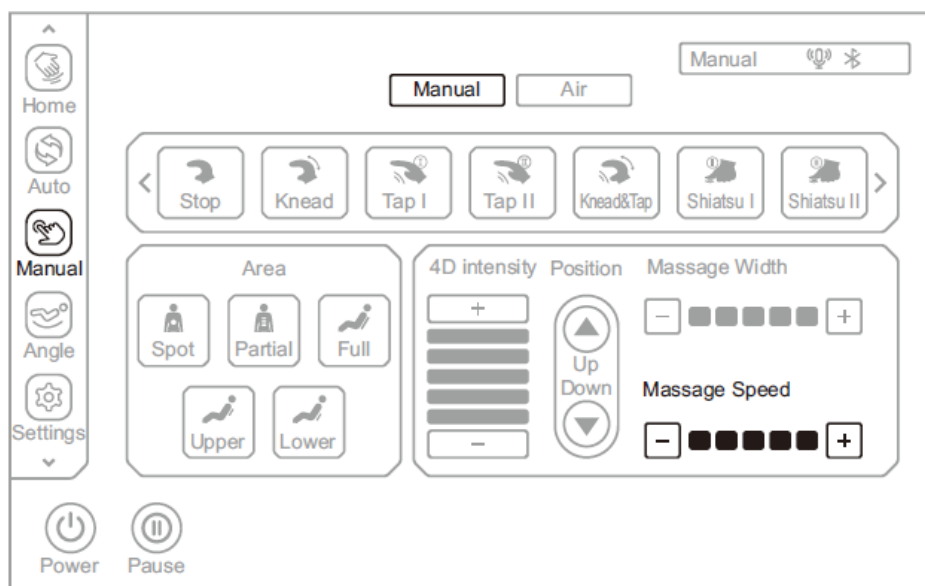 Home
Auto
Manual
Angle
Settings
Manual
Manual Air
Stop Knead Tap I Tap II Knead&Tap Shiatsu I Shiatsu II
Area
Spot Partial Full
Upper Lower
4D intensity Position Massage Width
+
Up
Down
-
- +
Massage Speed
- +
Power Pause